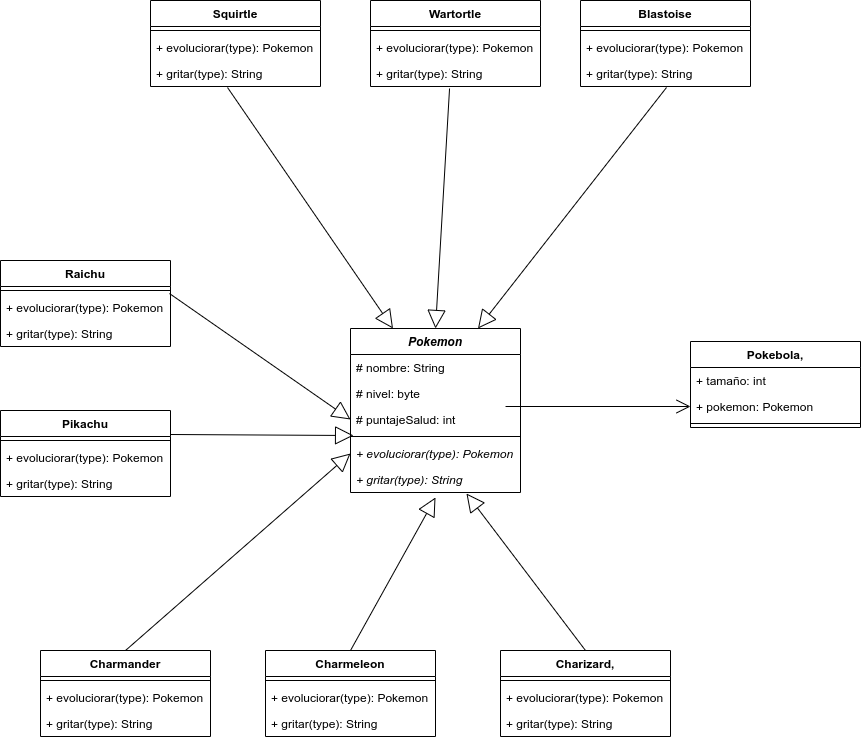 Squirtle
+ evoluciorar(type): Pokemon
+ gritar(type): String
Wartortle
+ evoluciorar(type): Pokemon
+ gritar(type): String
Blastoise
+ evoluciorar(type): Pokemon
+ gritar(type): String
Raichu
+ evoluciorar(type): Pokemon
+ gritar(type): String
Pokemon
# nombre: String
# nivel: byte
# puntajeSalud: int
+ evoluciorar(type): Pokemon
+ gritar(type): String
Pokebola,
+ tamaño: int
+ pokemon: Pokemon
Pikachu
+ evoluciorar(type): Pokemon
+ gritar(type): String
Charmander
+ evoluciorar(type): Pokemon
+ gritar(type): String
Charmeleon
+ evoluciorar(type): Pokemon
+ gritar(type): String
Charizard,
+ evoluciorar(type): Pokemon
+ gritar(type): String